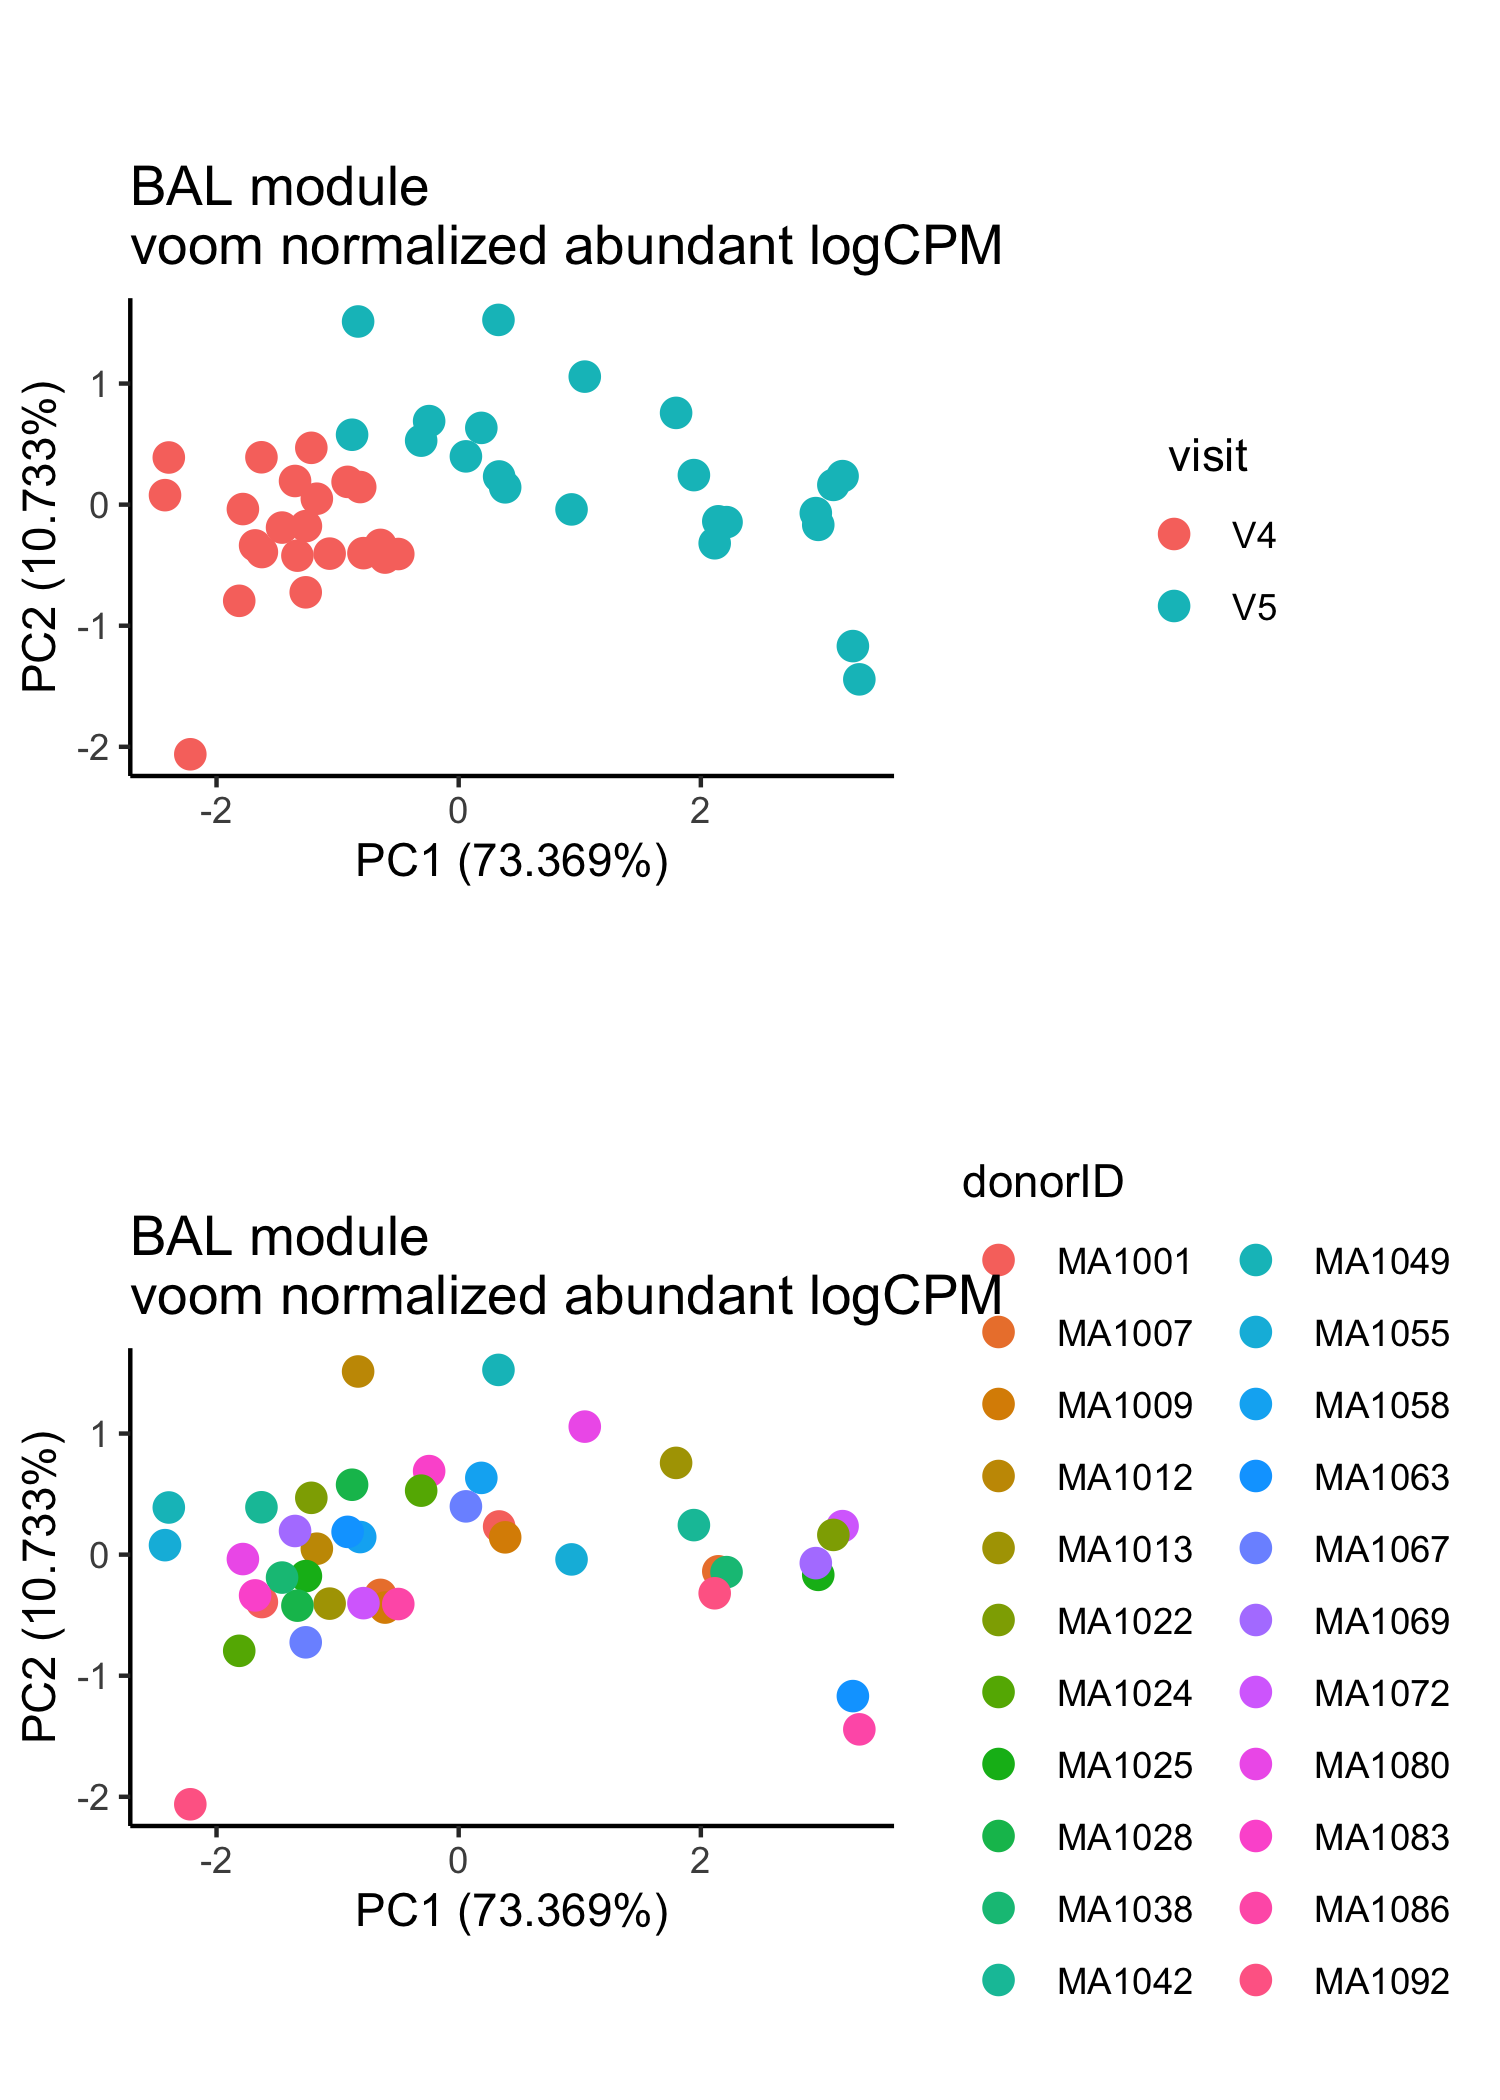 BAL module
voom normalized abundant logCPM
1
0
-1
-2
PC2 (10.733%)
-2 0 2
PC1 (73.369%)
visit
V4
V5
BAL module
voom normalized abundant logCPM
1
0
-1
-2
PC2 (10.733%)
-2 0 2
PC1 (73.369%)
donorID
MA1001 MA1049
MA1007 MA1055
MA1009 MA1058
MA1012 MA1063
MA1013 MA1067
MA1022 MA1069
MA1024 MA1072
MA1025 MA1080
MA1028 MA1083
MA1038 MA1086
MA1042 MA1092